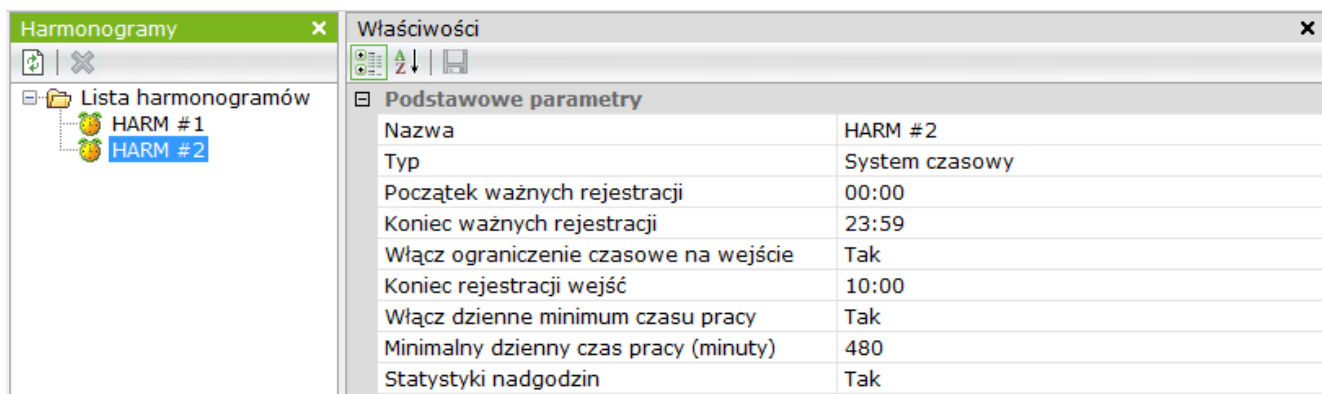 Harmonogramy
Lista harmonogramów
HARM #1
HARM #2
Właściwości
Podstawowe parametry
Nazwa HARM #2
Typ System czasowy
Początek ważnych rejestracji 00:00
Koniec ważnych rejestracji 23:59
Włącz ograniczenie czasowe na wejście Tak
Koniec rejestracji wejść 10:00
Włącz dzienne minimum czasu pracy Tak
Minimalny dzienny czas pracy (minuty) 480
Statystyki nadgodzin Tak